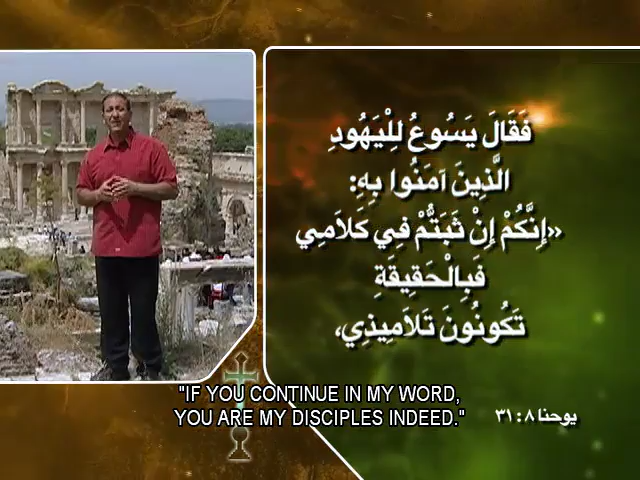 فَقَالَ يَسُوعُ لِلْيَهُودِ
الَّذِينَ آمَنُوا بِهِ:
«إِنَّكُمْ إِنْ ثَبَتُّمْ فِي كَلاَمِي
فَبِالْحَقِيقَةِ
تَكُونُونَ تَلاَمِيذِي،
يوحنا ٨ : ٣١
"IF YOU CONTINUE IN MY WORD,
YOU ARE MY DISCIPLES INDEED."